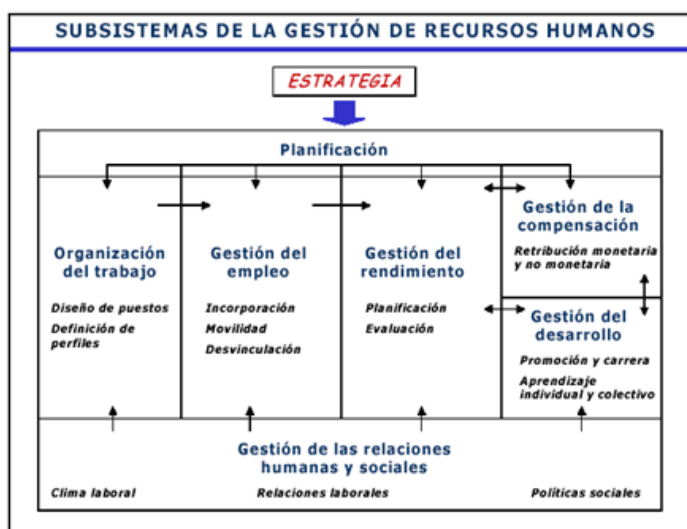 SUBSISTEMAS DE LA GESTIÓN DE RECURSOS HUMANOS
ESTRATEGIA
Planificación
Organización
del trabajo
Diseño de puestos
Definición de
perfiles
Gestión del
empleo
Incorporación
Movilidad
Desvinculación
Gestión del
rendimiento
Planificación
Evaluación
Gestión de la
compensación
Retribución monetaria
y no monetaria
Gestión del
desarrollo
Promoción y carrera
Aprendizaje
individual y colectivo
Gestión de las relaciones
humanas y sociales
Clima laboral
Relaciones laborales
Políticas sociales